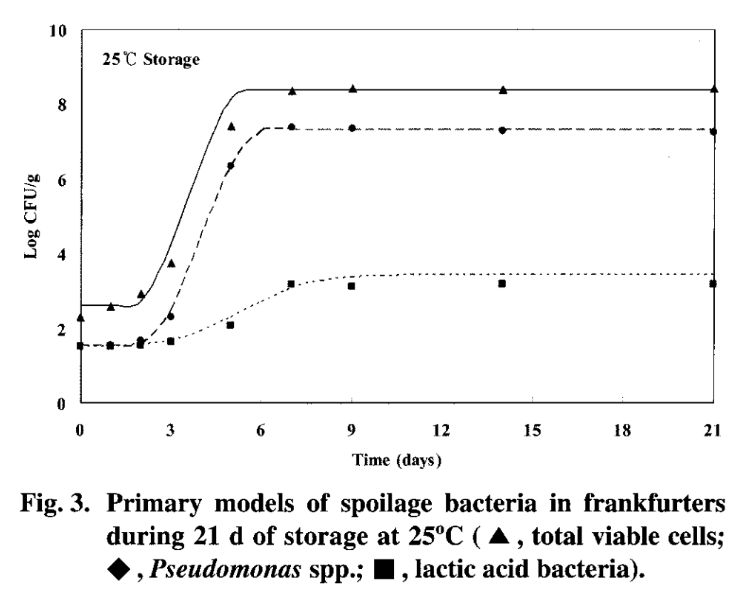 10
25℃ Storage
8
6
4
2
0
Log CFU/g
0 3 6 9 12 15 18 21
Time (days)
Fig. 3. Primary models of spoilage bacteria in frankfurters
during 21 d of storage at 25ºC ( ▲ , total viable cells;
◆ , Pseudomonas spp.; ■ , lactic acid bacteria).